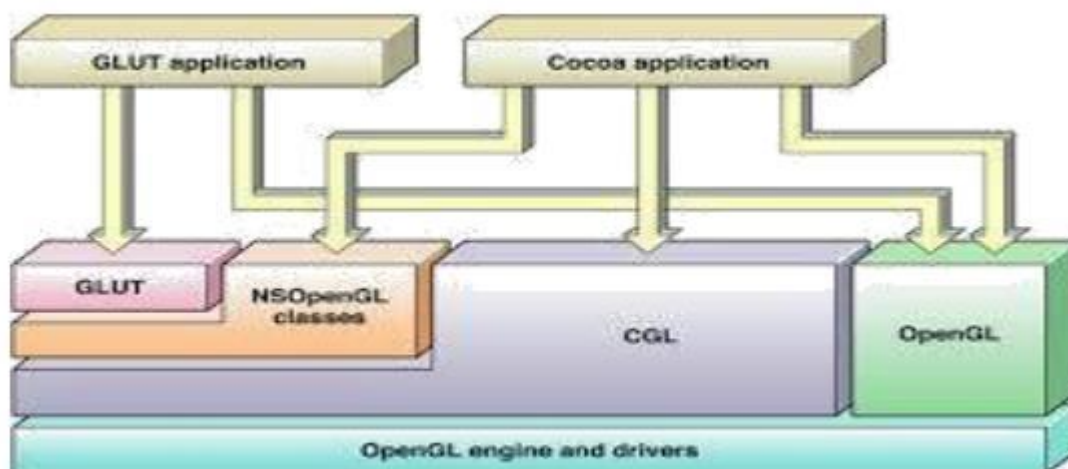 GLUT application
Cocoa application
GLUT
NSOpenGL
classes
CGL
OpenGL
OpenGL engine and drivers